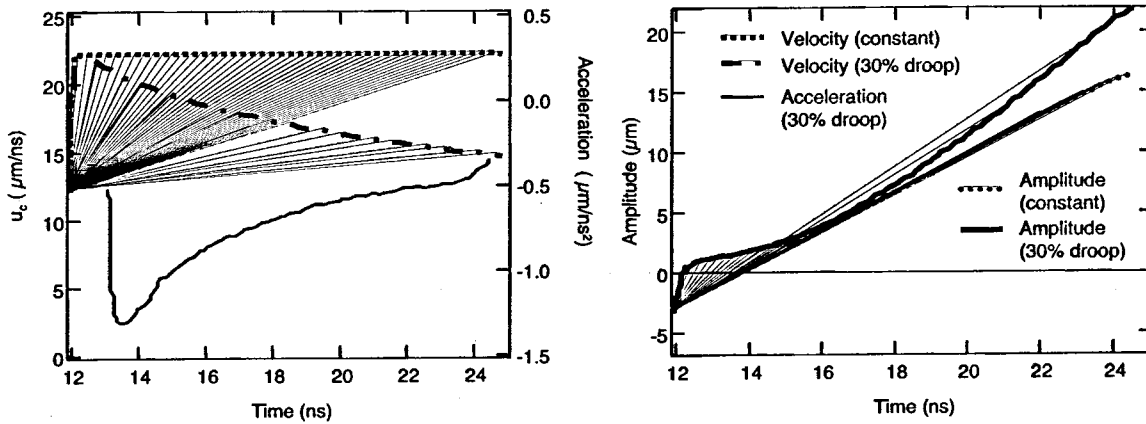 25
20
15
10
5
0
u_c ( μm/ns)
12 14 16 18 20 22 24
Time (ns)
0.5
0.0
-0.5
-1.0
-1.5
Acceleration ( μm/ns²)
Velocity (constant)
Velocity (30% droop)
Acceleration
(30% droop)
20
15
10
5
0
-5
Amplitude (μm)
Amplitude
(constant)
Amplitude
(30% droop)
12 14 16 18 20 22 24
Time (ns)